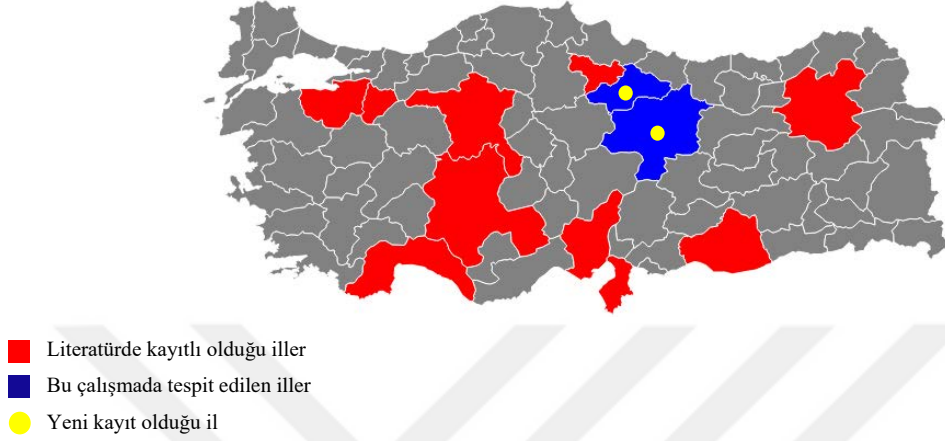 Literatürde kayıtlı olduğu iller
Bu çalışmada tespit edilen iller
Yeni kayıt olduğu il